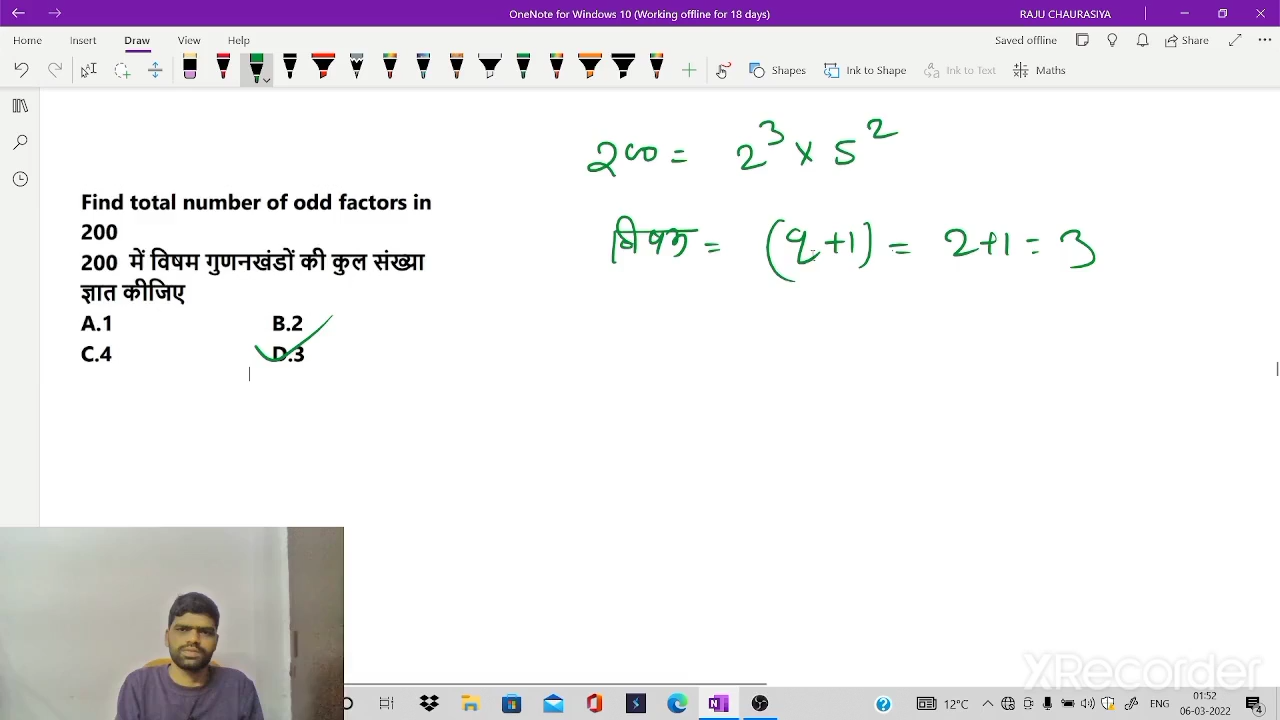 OneNote for Windows 10 (Working offline for 18 days)
RAJU CHAURASIYA
Home Insert Draw View Help
Saved offline
Share
Shapes
Ink to Shape
Ink to Text
Maths
200 = 2³ × 5²
Find total number of odd factors in
200
200 में विषम गुणनखंडों की कुल संख्या
ज्ञात कीजिए
A.1 B.2
C.4 D.3
विषम = (q+1) = 2+1 = 3
XRecorder
12°C
ENG
01:52
06-03-2022
4